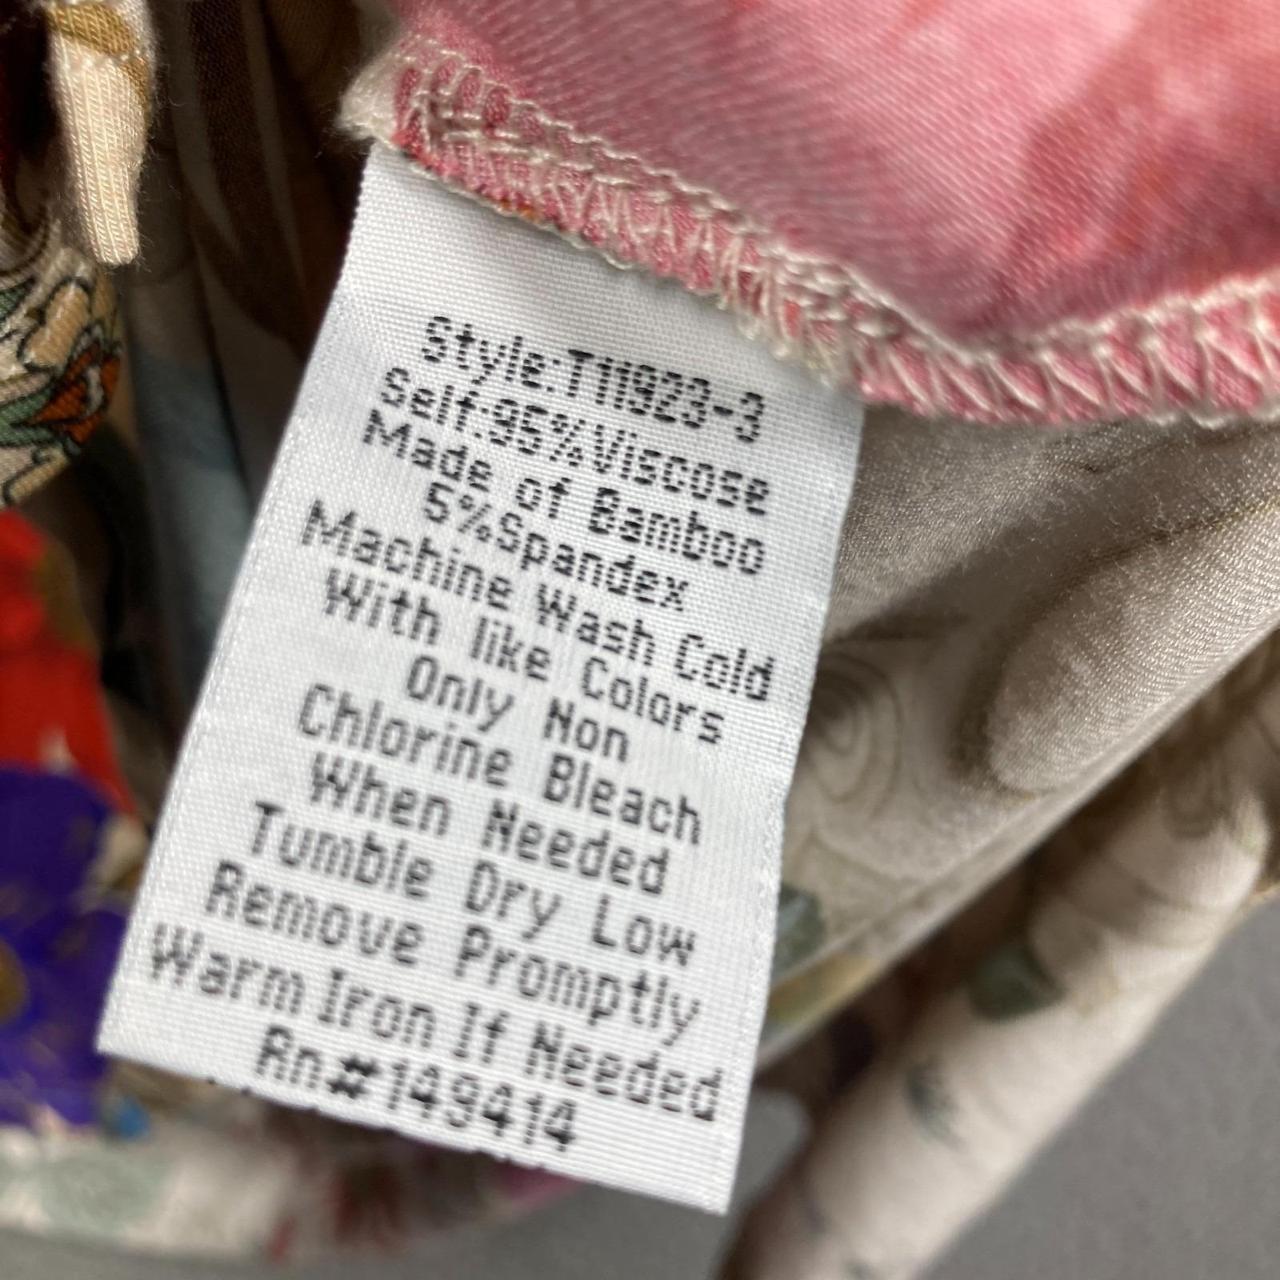 Style:T11923-3
Self:95%Viscose
Made of Bamboo
5%Spandex
Machine Wash Cold
With like Colors
Only Non
Chlorine Bleach
When Needed
Tumble Dry Low
Remove Promptly
Warm Iron If Needed
Rn#149414